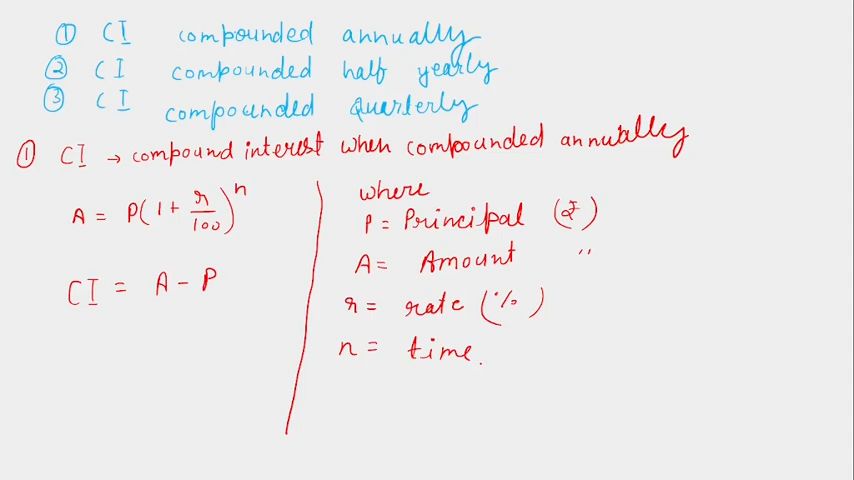 ① CI compounded annually
② CI compounded half yearly
③ CI compounded quarterly
① CI → compound interest when compounded annually
A = P(1 + r/100)^n
CI = A - P
where
P = Principal (₹)
A = Amount "
r = rate (%)
n = time.